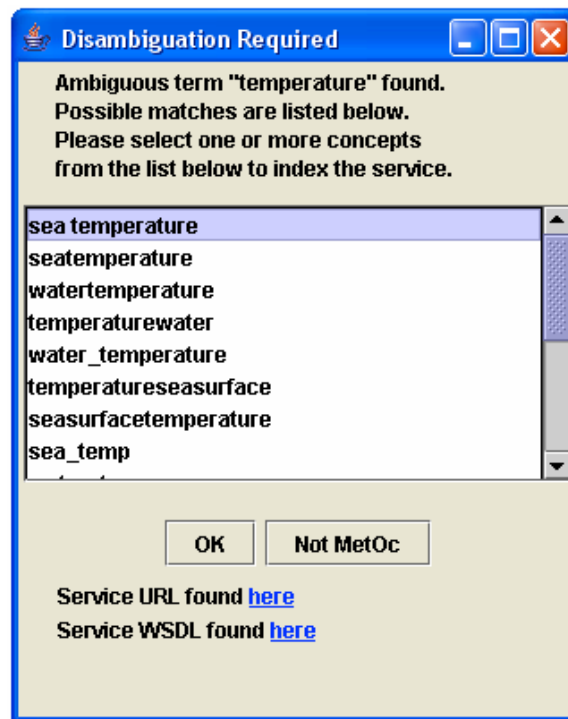 Disambiguation Required
Ambiguous term "temperature" found.
Possible matches are listed below.
Please select one or more concepts
from the list below to index the service.
sea temperature
seatemperature
watertemperature
temperaturewater
water_temperature
temperatureseasurface
seasurfacetemperature
sea_temp
OK
Not MetOc
Service URL found here
Service WSDL found here